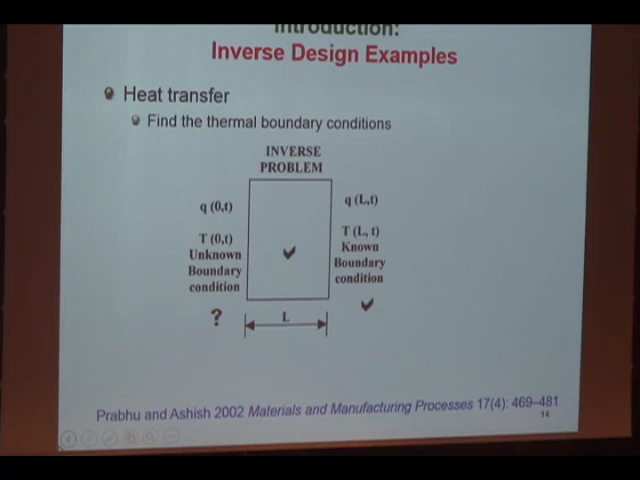 Introduction:
Inverse Design Examples
Heat transfer
Find the thermal boundary conditions
INVERSE
PROBLEM
q (0,t)
T (0,t)
Unknown
Boundary
condition
?
q (L,t)
T (L, t)
Known
Boundary
condition
L
Prabhu and Ashish 2002 Materials and Manufacturing Processes 17(4): 469–481
14